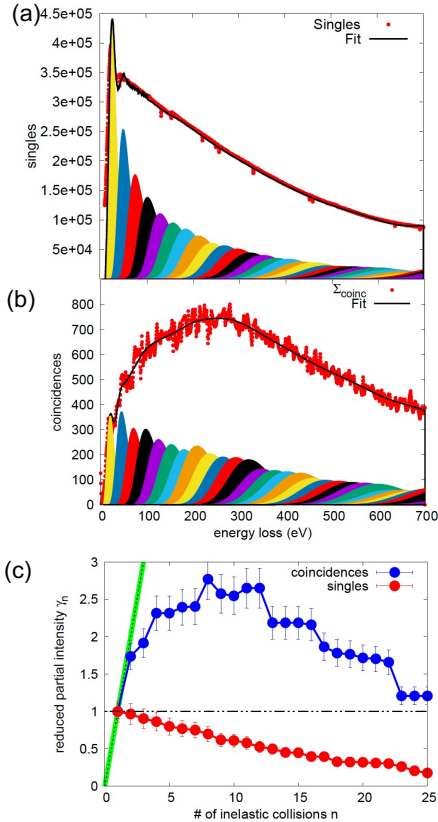 (a)
4.5e+05
4e+05
3.5e+05
3e+05
2.5e+05
2e+05
1.5e+05
1e+05
5e+04
singles
Singles
Fit
(b)
800
700
600
500
400
300
200
100
0
coincidences
Σcoinc
Fit
0 100 200 300 400 500 600 700
energy loss (eV)
(c)
3
2.5
2
1.5
1
0.5
0
reduced partial intensity γn
coincidences
singles
0 5 10 15 20 25
# of inelastic collisions n